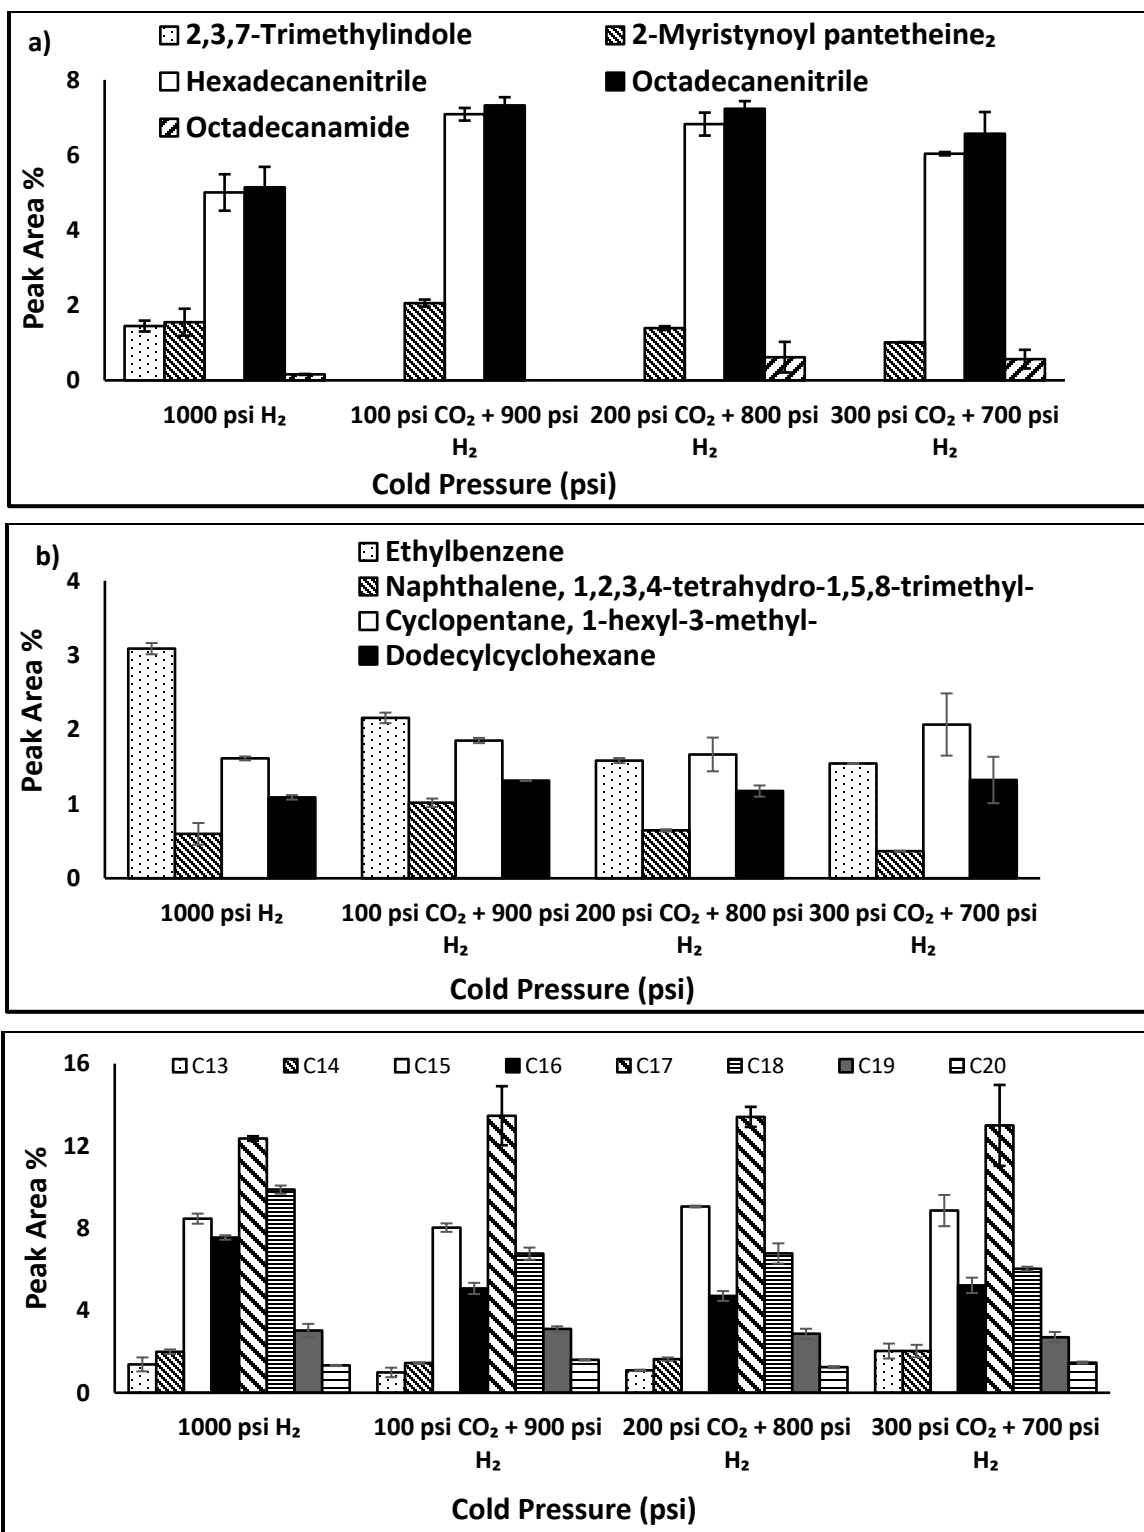 a)
2,3,7-Trimethylindole 2-Myristynoyl pantetheine₂
Hexadecanenitrile Octadecanenitrile
Octadecanamide
Peak Area %
8
6
4
2
0
1000 psi H₂ 100 psi CO₂ + 900 psi 200 psi CO₂ + 800 psi 300 psi CO₂ + 700 psi
H₂ H₂ H₂
Cold Pressure (psi)
b)
Ethylbenzene
Naphthalene, 1,2,3,4-tetrahydro-1,5,8-trimethyl-
Cyclopentane, 1-hexyl-3-methyl-
Dodecylcyclohexane
Peak Area %
4
3
2
1
0
1000 psi H₂ 100 psi CO₂ + 900 psi 200 psi CO₂ + 800 psi 300 psi CO₂ + 700 psi
H₂ H₂ H₂
Cold Pressure (psi)
C13 C14 C15 C16 C17 C18 C19 C20
Peak Area %
16
12
8
4
0
1000 psi H₂ 100 psi CO₂ + 900 psi 200 psi CO₂ + 800 psi 300 psi CO₂ + 700 psi
H₂ H₂ H₂
Cold Pressure (psi)